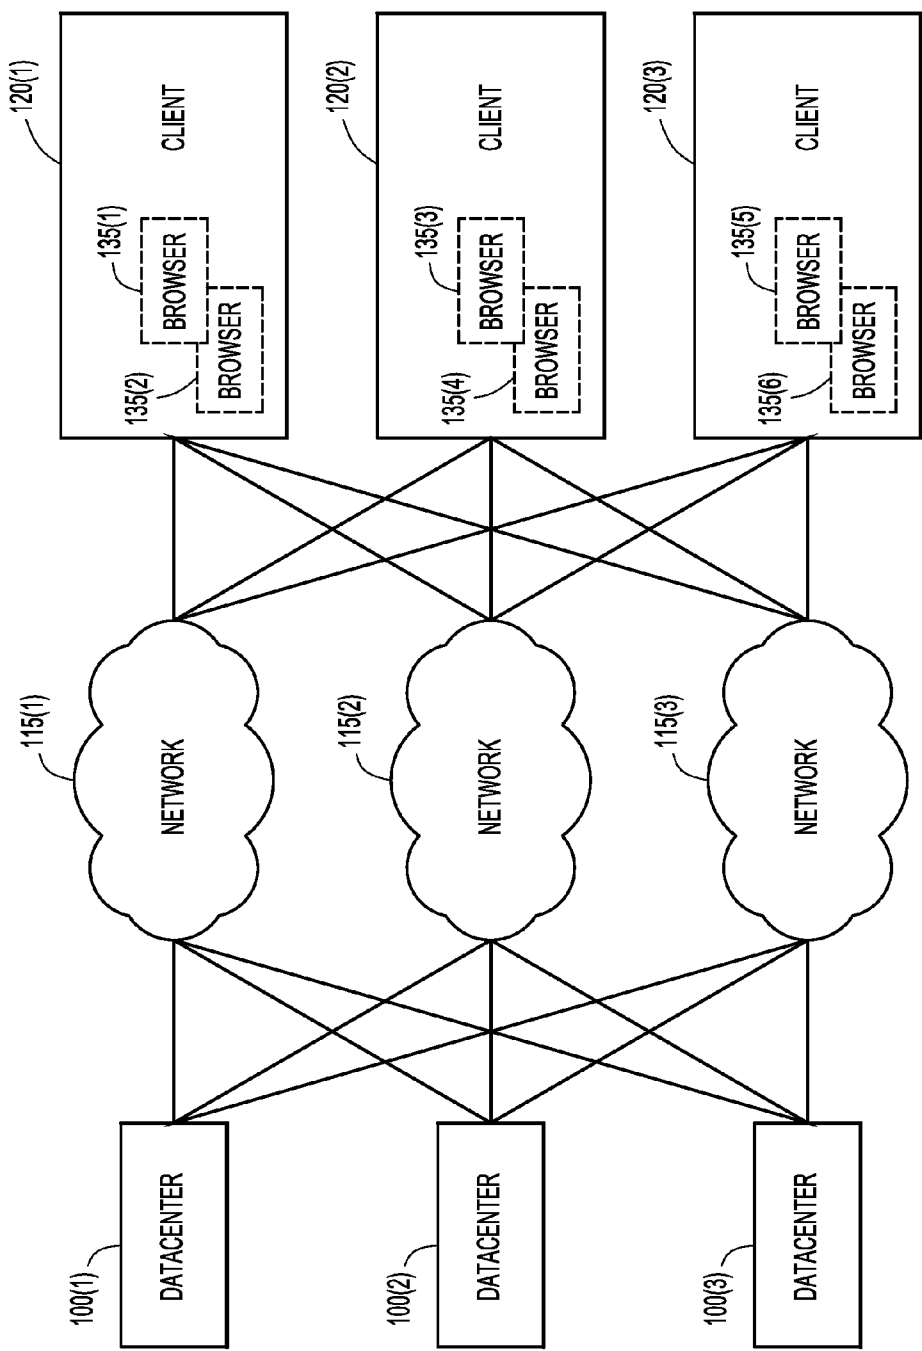 120(1)
CLIENT
135(1)
BROWSER
135(2)
BROWSER
120(2)
CLIENT
135(3)
BROWSER
135(4)
BROWSER
120(3)
CLIENT
135(5)
BROWSER
135(6)
BROWSER
115(1)
NETWORK
115(2)
NETWORK
115(3)
NETWORK
100(1)
DATACENTER
100(2)
DATACENTER
100(3)
DATACENTER